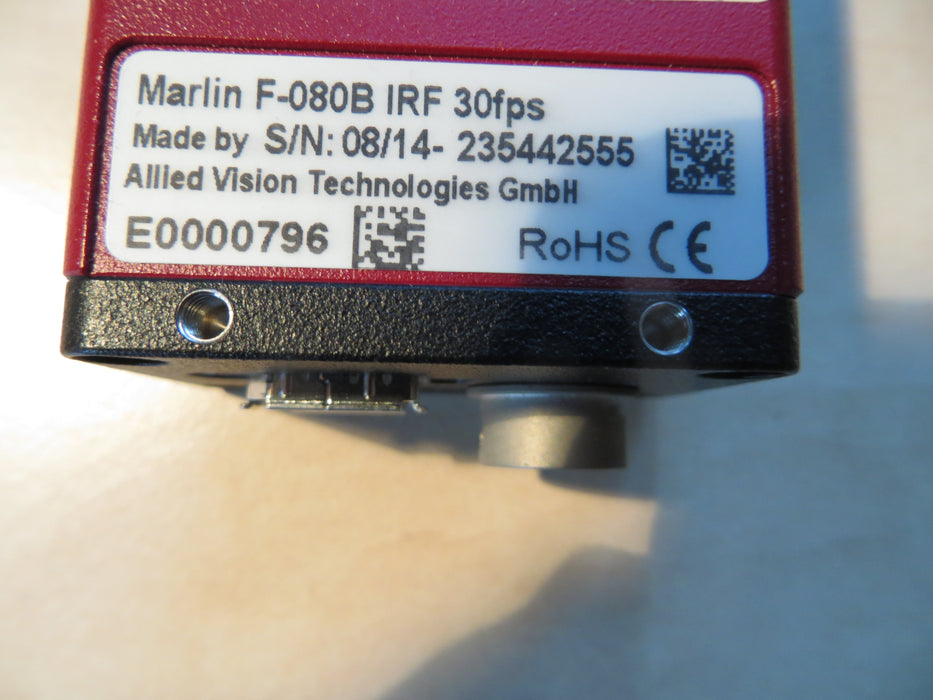 Marlin F-080B IRF 30fps
Made by S/N: 08/14- 235442555
Allied Vision Technologies GmbH
E0000796 RoHS CE